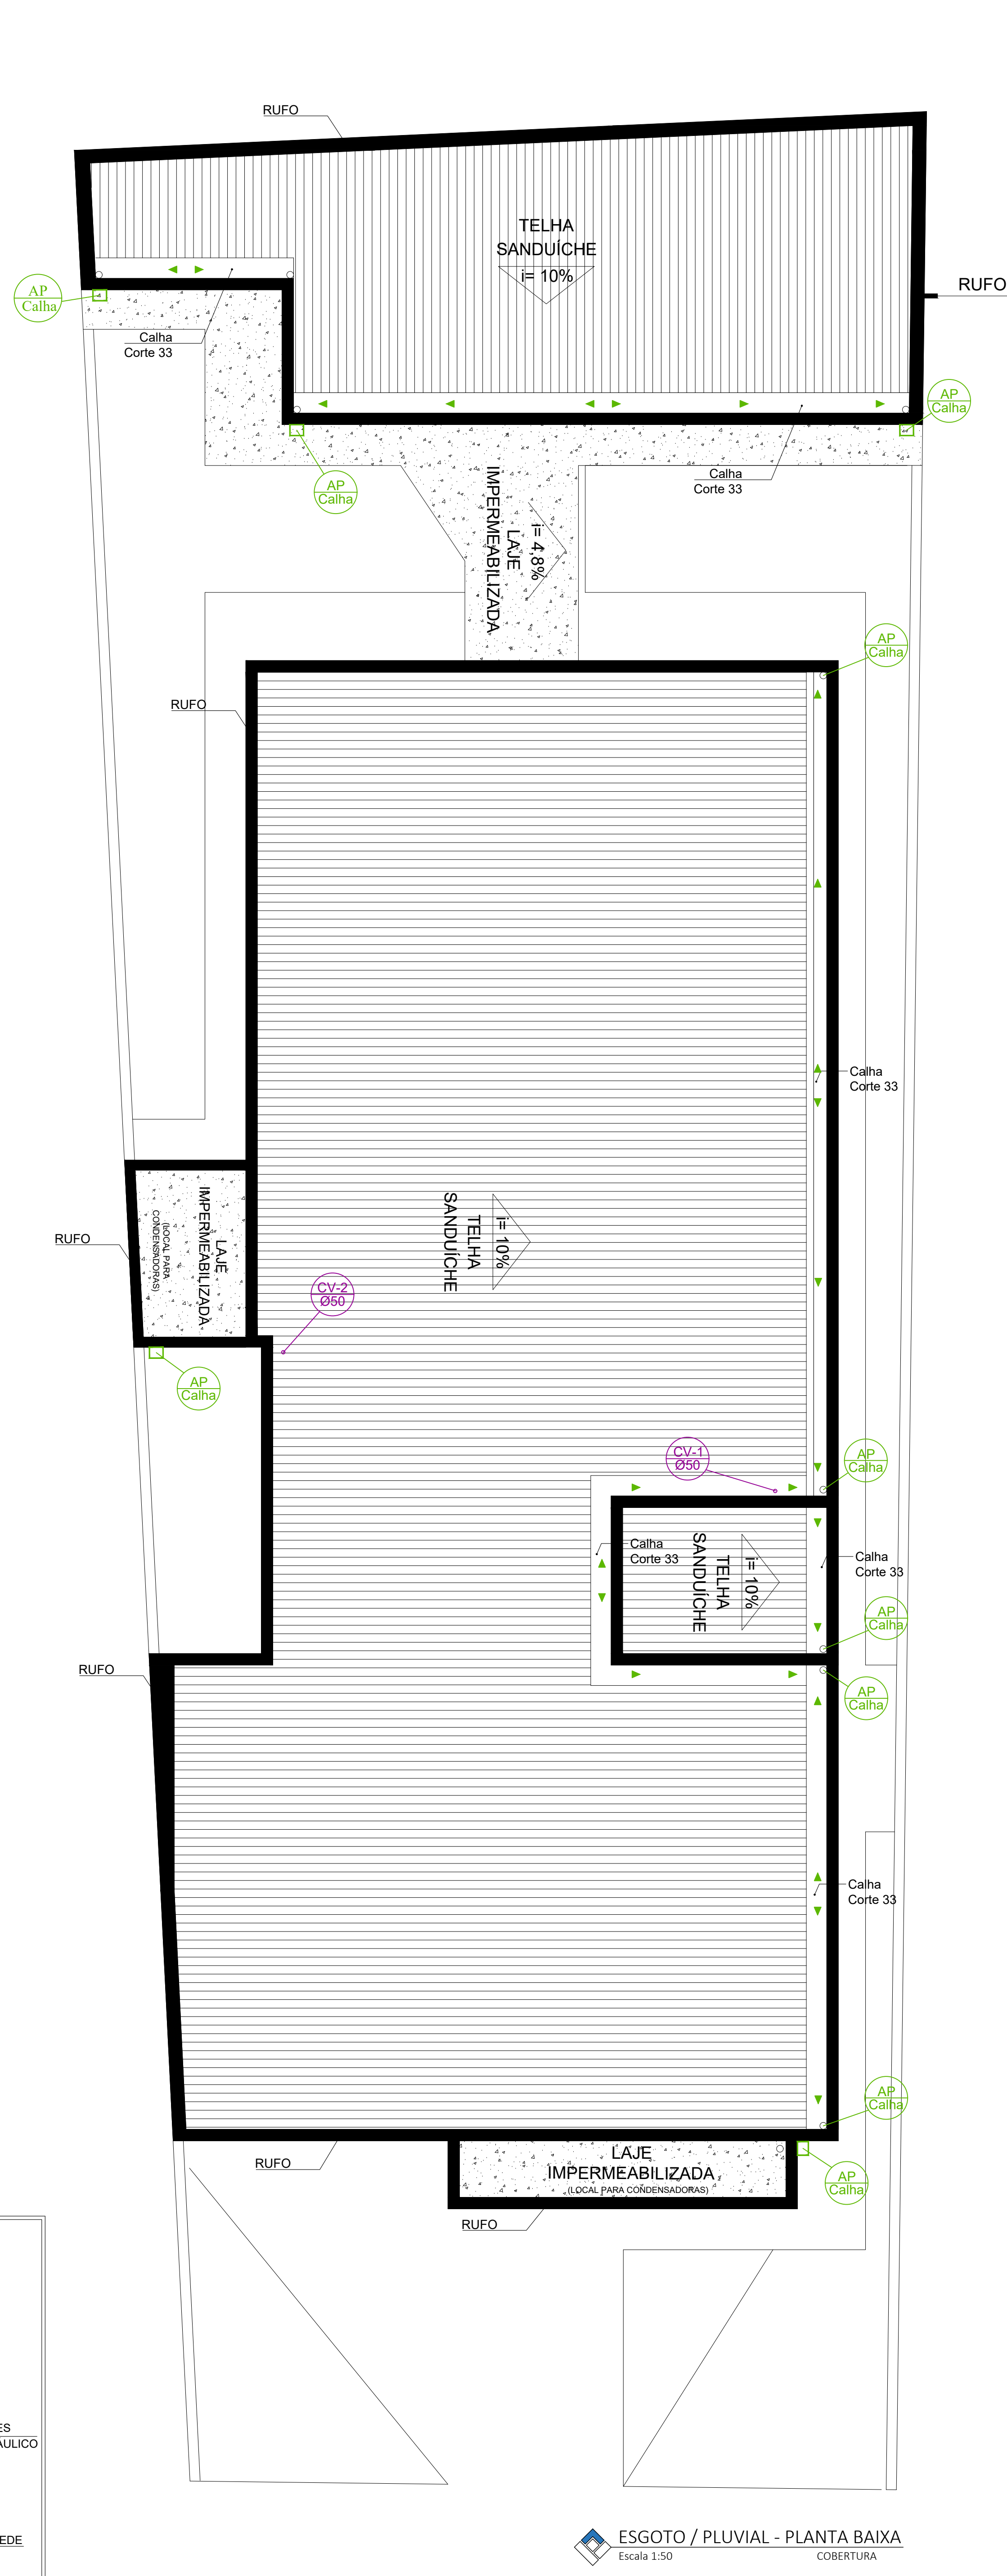 RUFO
TELHA
SANDUÍCHE
i= 10%
RUFO
AP
Calha
Calha
Corte 33
AP
Calha
AP
Calha
Calha
Corte 33
i= 4,8%
LAJE
IMPERMEABILIZADA
AP
Calha
RUFO
Calha
Corte 33
i= 10%
TELHA
SANDUÍCHE
LAJE
IMPERMEABILIZADA
(LOCAL PARA
CONDENSADORAS)
RUFO
CV-2
Ø50
AP
Calha
CV-1
Ø50
AP
Calha
Calha
Corte 33
i= 10%
TELHA
SANDUÍCHE
Calha
Corte 33
AP
Calha
RUFO
AP
Calha
Calha
Corte 33
AP
Calha
RUFO
LAJE
IMPERMEABILIZADA
(LOCAL PARA CONDENSADORAS)
AP
Calha
RUFO
ES
ÁULICO
EDE
ESGOTO / PLUVIAL - PLANTA BAIXA
Escala 1:50
COBERTURA